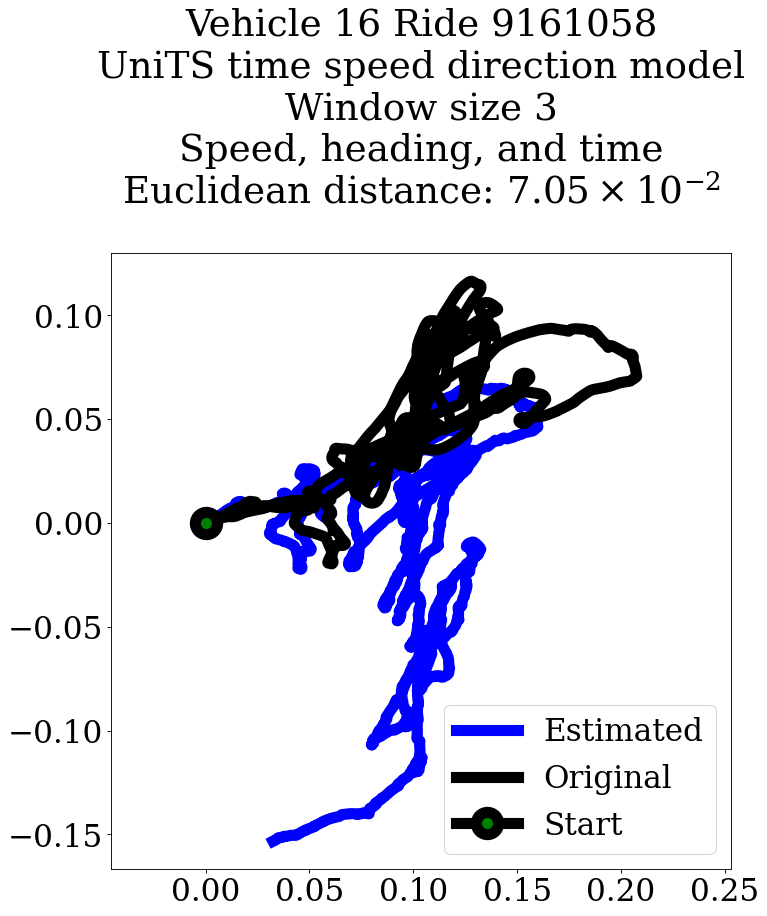 Vehicle 16 Ride 9161058
UniTS time speed direction model
Window size 3
Speed, heading, and time
Euclidean distance: 7.05 × 10⁻²
0.10
0.05
0.00
−0.05
−0.10
−0.15
Estimated
Original
Start
0.00 0.05 0.10 0.15 0.20 0.25